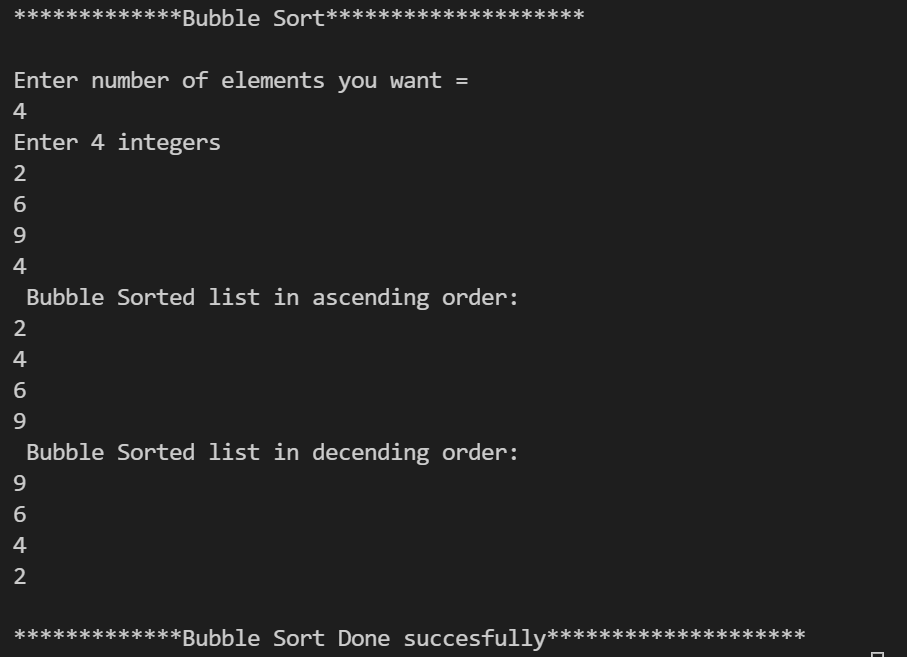 *************Bubble Sort********************
Enter number of elements you want =
4
Enter 4 integers
2
6
9
4
Bubble Sorted list in ascending order:
2
4
6
9
Bubble Sorted list in decending order:
9
6
4
2
*************Bubble Sort Done succesfully********************